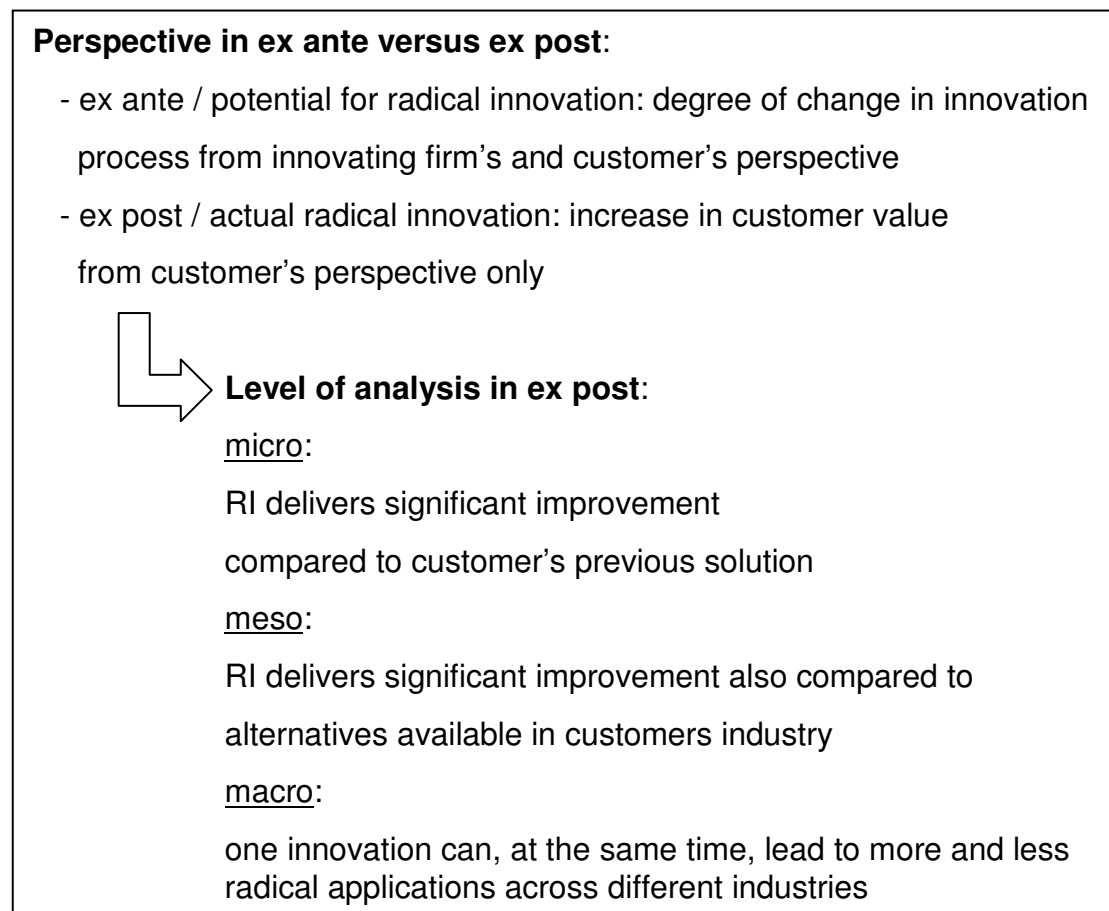 Perspective in ex ante versus ex post:
- ex ante / potential for radical innovation: degree of change in innovation
process from innovating firm's and customer's perspective
- ex post / actual radical innovation: increase in customer value
from customer's perspective only
Level of analysis in ex post:
micro:
RI delivers significant improvement
compared to customer's previous solution
meso:
RI delivers significant improvement also compared to
alternatives available in customers industry
macro:
one innovation can, at the same time, lead to more and less
radical applications across different industries